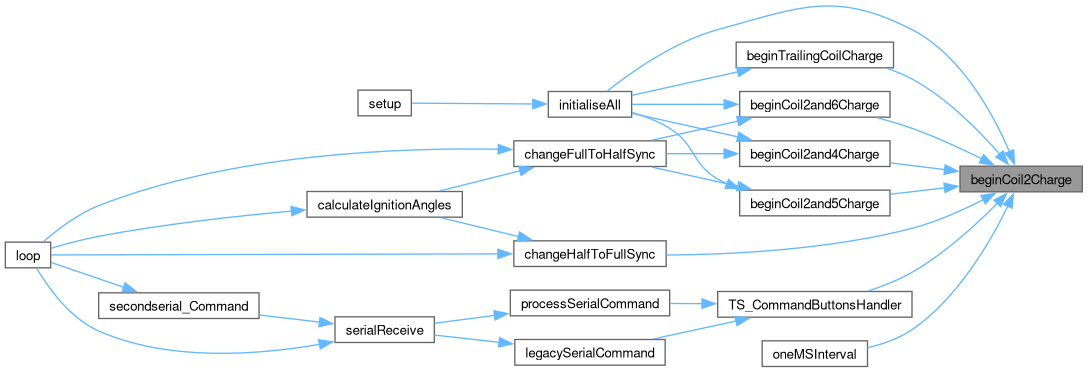 beginTrailingCoilCharge
setup
initialiseAll
beginCoil2and6Charge
changeFullToHalfSync
beginCoil2and4Charge
beginCoil2Charge
calculateIgnitionAngles
beginCoil2and5Charge
loop
changeHalfToFullSync
secondserial_Command
processSerialCommand
TS_CommandButtonsHandler
serialReceive
legacySerialCommand
oneMSInterval